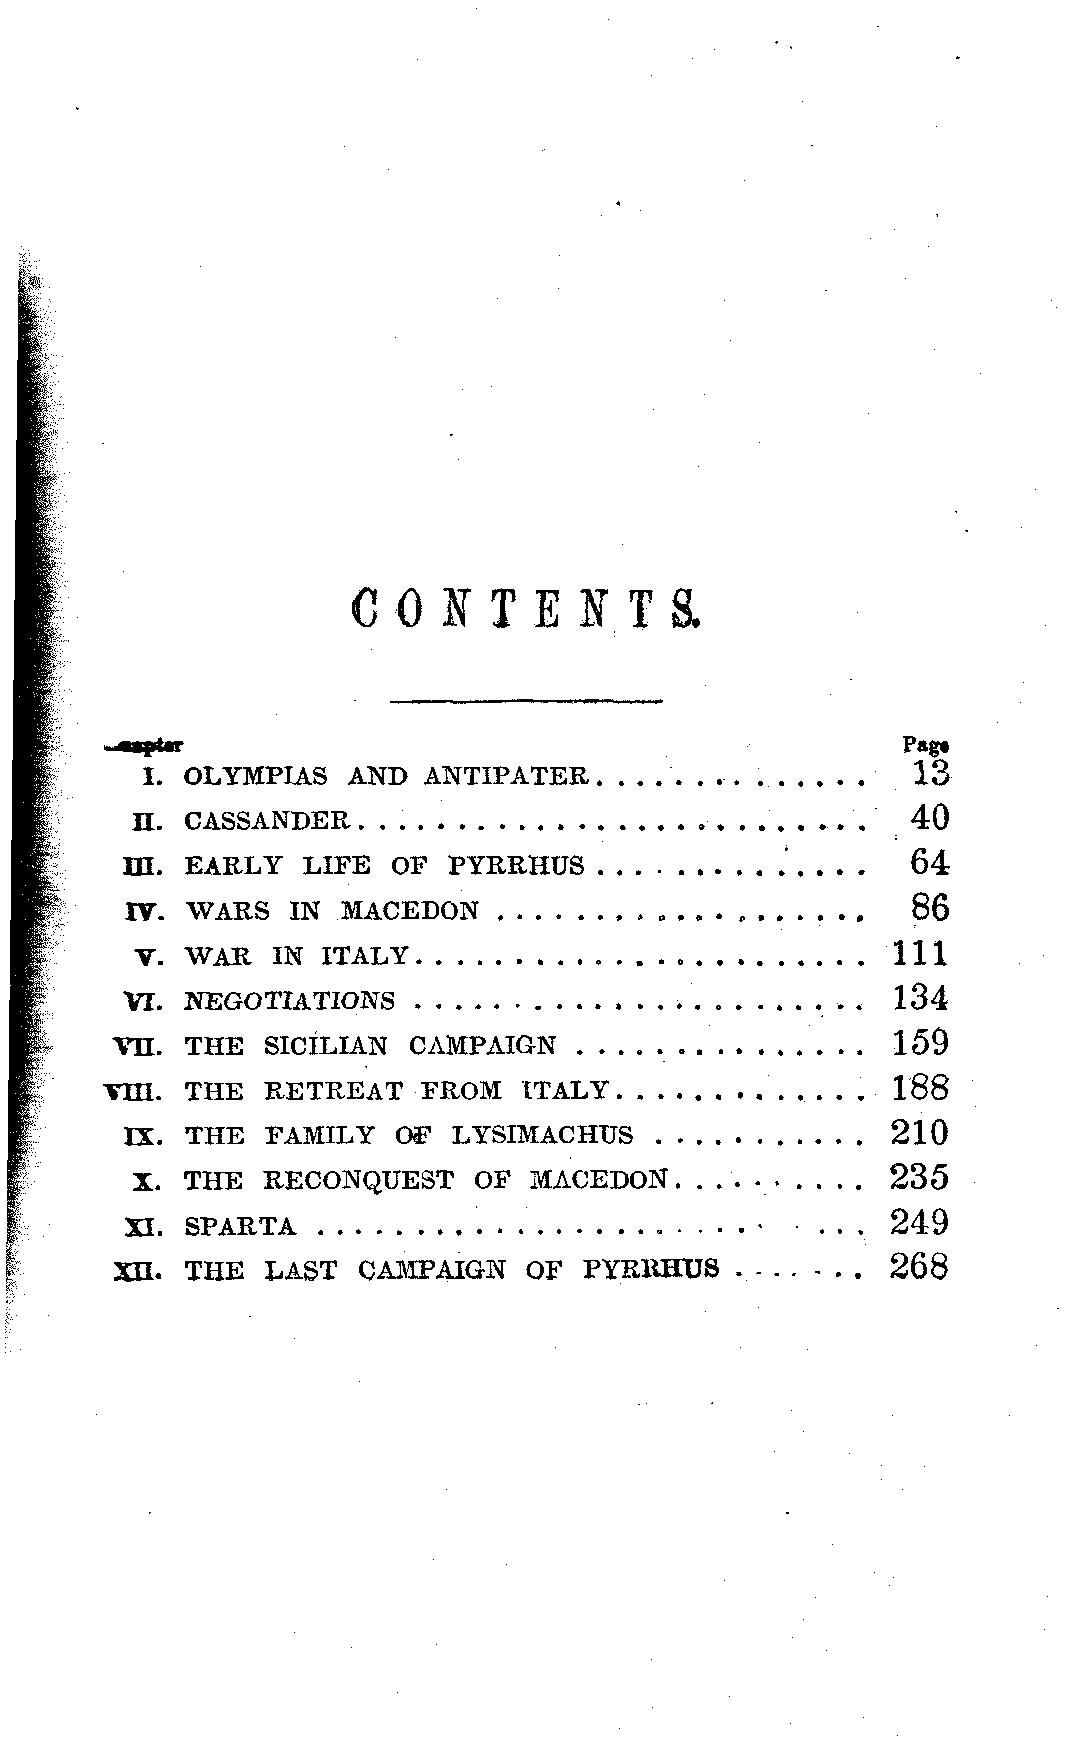 CONTENTS.
Chapter Page
I. OLYMPIAS AND ANTIPATER.............. 13
II. CASSANDER.......................... 40
III. EARLY LIFE OF PYRRHUS .............. 64
IV. WARS IN MACEDON ................... 86
V. WAR IN ITALY....................... 111
VI. NEGOTIATIONS ....................... 134
VII. THE SICILIAN CAMPAIGN ............... 159
VIII. THE RETREAT FROM ITALY............. 188
IX. THE FAMILY OF LYSIMACHUS ........... 210
X. THE RECONQUEST OF MACEDON.......... 235
XI. SPARTA ........................... 249
XII. THE LAST CAMPAIGN OF PYRRHUS ....... 268